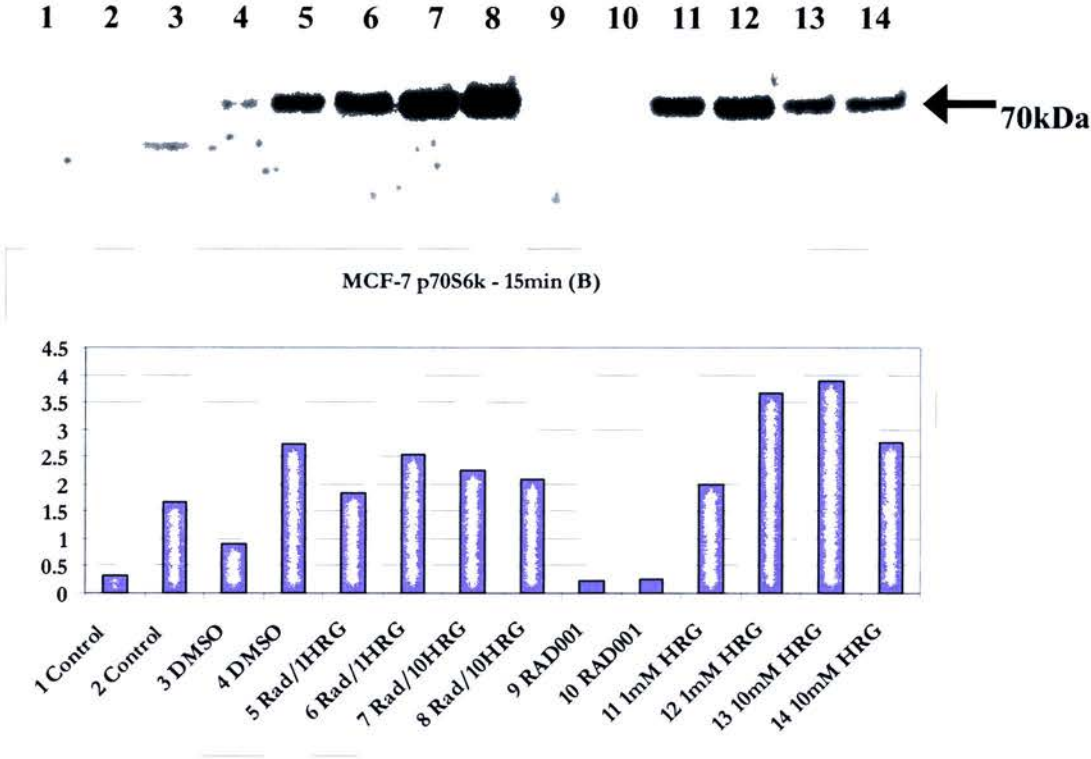 1 2 3 4 5 6 7 8 9 10 11 12 13 14
70kDa
MCF-7 p70S6k - 15min (B)
4.5
4
3.5
3
2.5
2
1.5
1
0.5
0
1 Control
2 Control
3 DMSO
4 DMSO
5 Rad/1HRG
6 Rad/1HRG
7 Rad/10HRG
8 Rad/10HRG
9 RAD001
10 RAD001
11 1mM HRG
12 1mM HRG
13 10mM HRG
14 10mM HRG